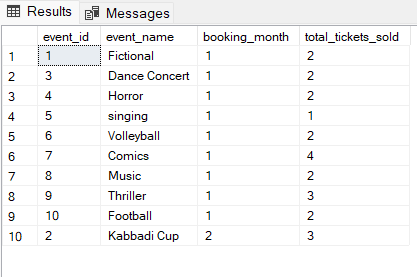 Results Messages
event_id event_name booking_month total_tickets_sold
1 1 Fictional 1 2
2 3 Dance Concert 1 2
3 4 Horror 1 2
4 5 singing 1 1
5 6 Volleyball 1 2
6 7 Comics 1 4
7 8 Music 1 2
8 9 Thriller 1 3
9 10 Football 1 2
10 2 Kabbadi Cup 2 3